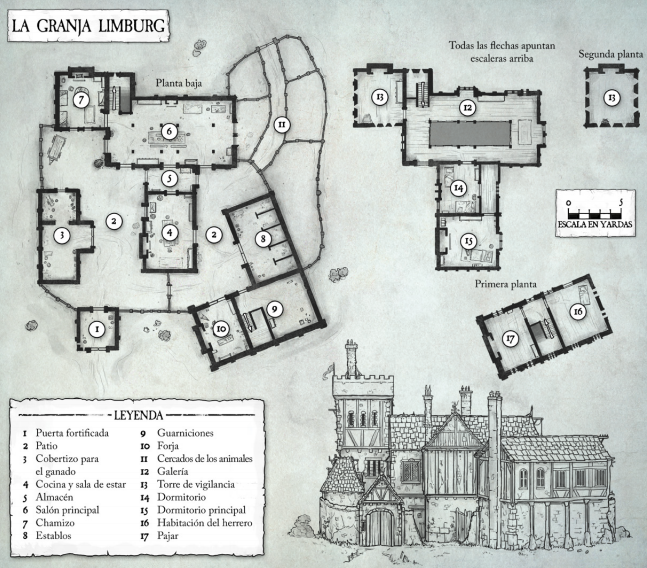 LA GRANJA LIMBURG
Planta baja
Todas las flechas apuntan
escaleras arriba
Segunda planta
7
6
11
5
2
3
4
2
8
1
10
9
13
12
13
14
15
0 5
ESCALA EN YARDAS
Primera planta
17
16
LEYENDA
1 Puerta fortificada
2 Patio
3 Cobertizo para
el ganado
4 Cocina y sala de estar
5 Almacén
6 Salón principal
7 Chamizo
8 Establos
9 Guarniciones
10 Forja
11 Cercados de los animales
12 Galería
13 Torre de vigilancia
14 Dormitorio
15 Dormitorio principal
16 Habitación del herrero
17 Pajar